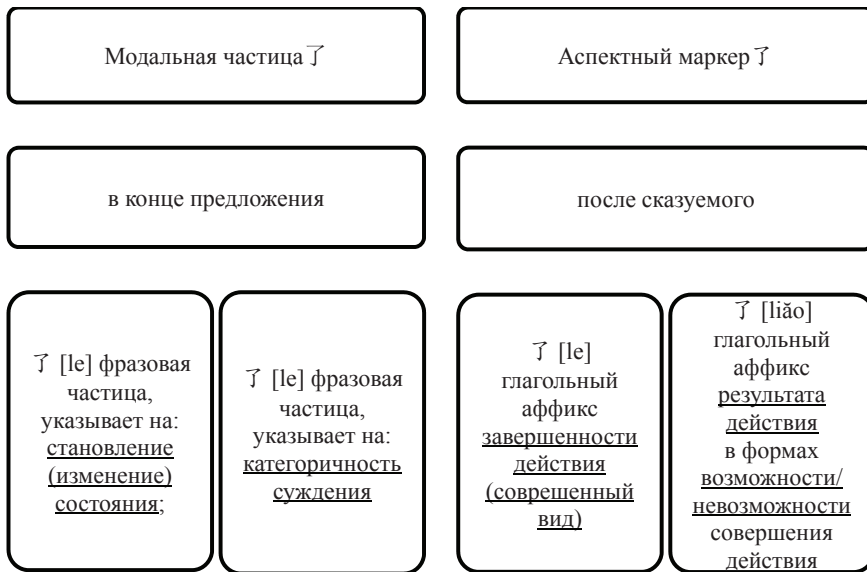 Модальная частица 了
Аспектный маркер 了
в конце предложения
после сказуемого
了 [le] фразовая
частица,
указывает на:
становление
(изменение)
состояния;
了 [le] фразовая
частица,
указывает на:
категоричность
суждения
了 [le]
глагольный
аффикс
завершенности
действия
(соврешенный
вид)
了 [liăo]
глагольный
аффикс
результата
действия
в формах
возможности/
невозможности
совершения
действия